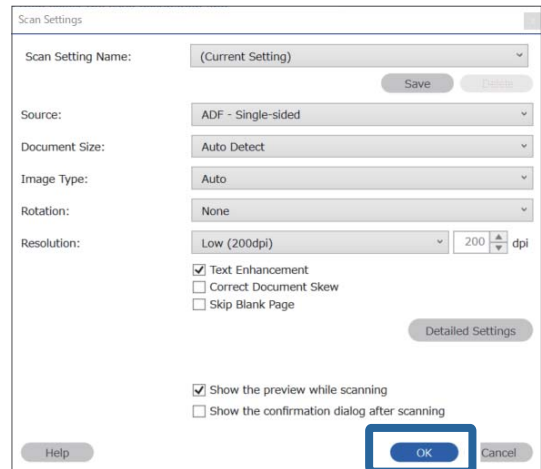 Scan Settings
Scan Setting Name: (Current Setting)
Save Delete
Source: ADF - Single-sided
Document Size: Auto Detect
Image Type: Auto
Rotation: None
Resolution: Low (200dpi) 200 dpi
Text Enhancement
Correct Document Skew
Skip Blank Page
Detailed Settings
Show the preview while scanning
Show the confirmation dialog after scanning
Help OK Cancel